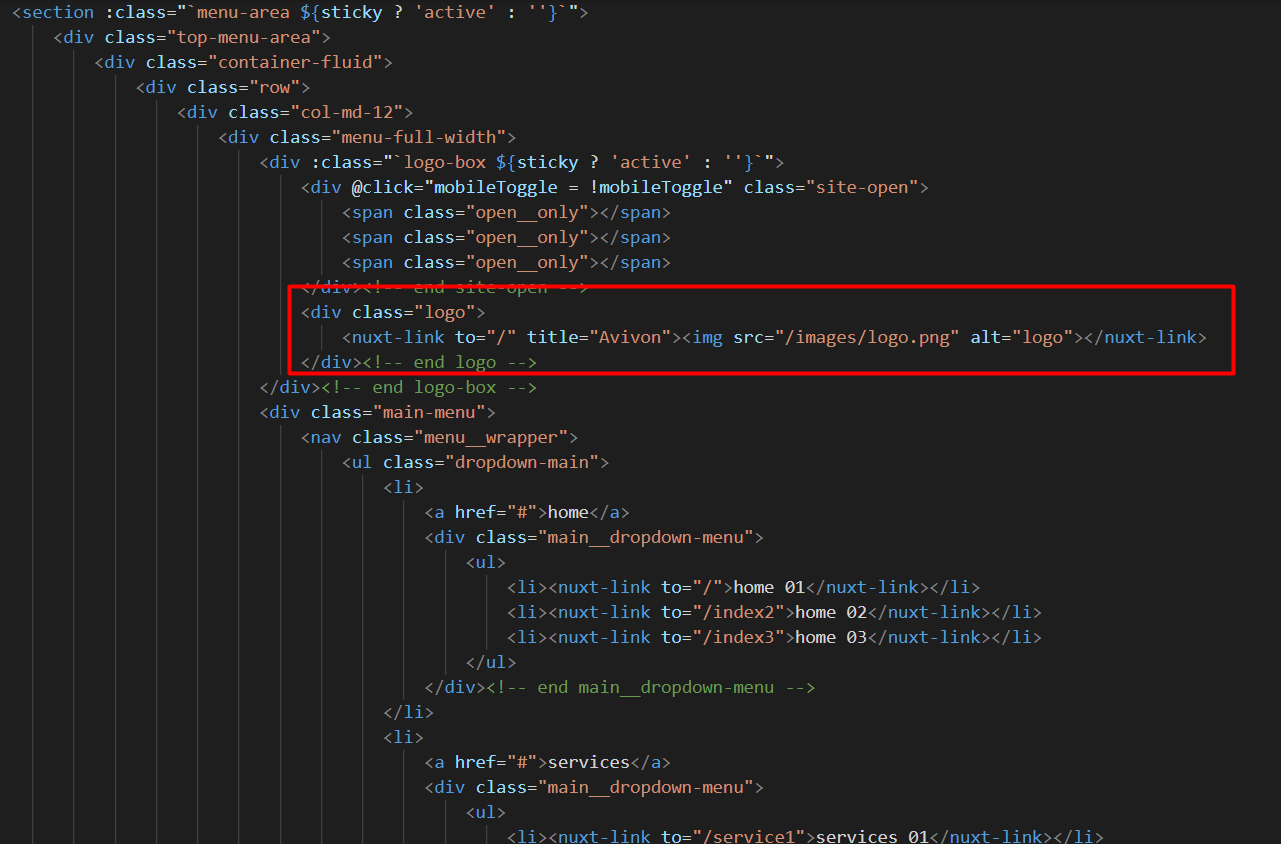 <section :class="`menu-area ${sticky ? 'active' : ''}`">
<div class="top-menu-area">
<div class="container-fluid">
<div class="row">
<div class="col-md-12">
<div class="menu-full-width">
<div :class="`logo-box ${sticky ? 'active' : ''}`">
<div @click="mobileToggle = !mobileToggle" class="site-open">
<span class="open__only"></span>
<span class="open__only"></span>
<span class="open__only"></span>
</div><!-- end site-open -->
<div class="logo">
<nuxt-link to="/" title="Avivon"><img src="/images/logo.png" alt="logo"></nuxt-link>
</div><!-- end logo -->
</div><!-- end logo-box -->
<div class="main-menu">
<nav class="menu__wrapper">
<ul class="dropdown-main">
<li>
<a href="#">home</a>
<div class="main__dropdown-menu">
<ul>
<li><nuxt-link to="/">home 01</nuxt-link></li>
<li><nuxt-link to="/index2">home 02</nuxt-link></li>
<li><nuxt-link to="/index3">home 03</nuxt-link></li>
</ul>
</div><!-- end main__dropdown-menu -->
</li>
<li>
<a href="#">services</a>
<div class="main__dropdown-menu">
<ul>
<li><nuxt-link to="/service1">services 01</nuxt-link></li>